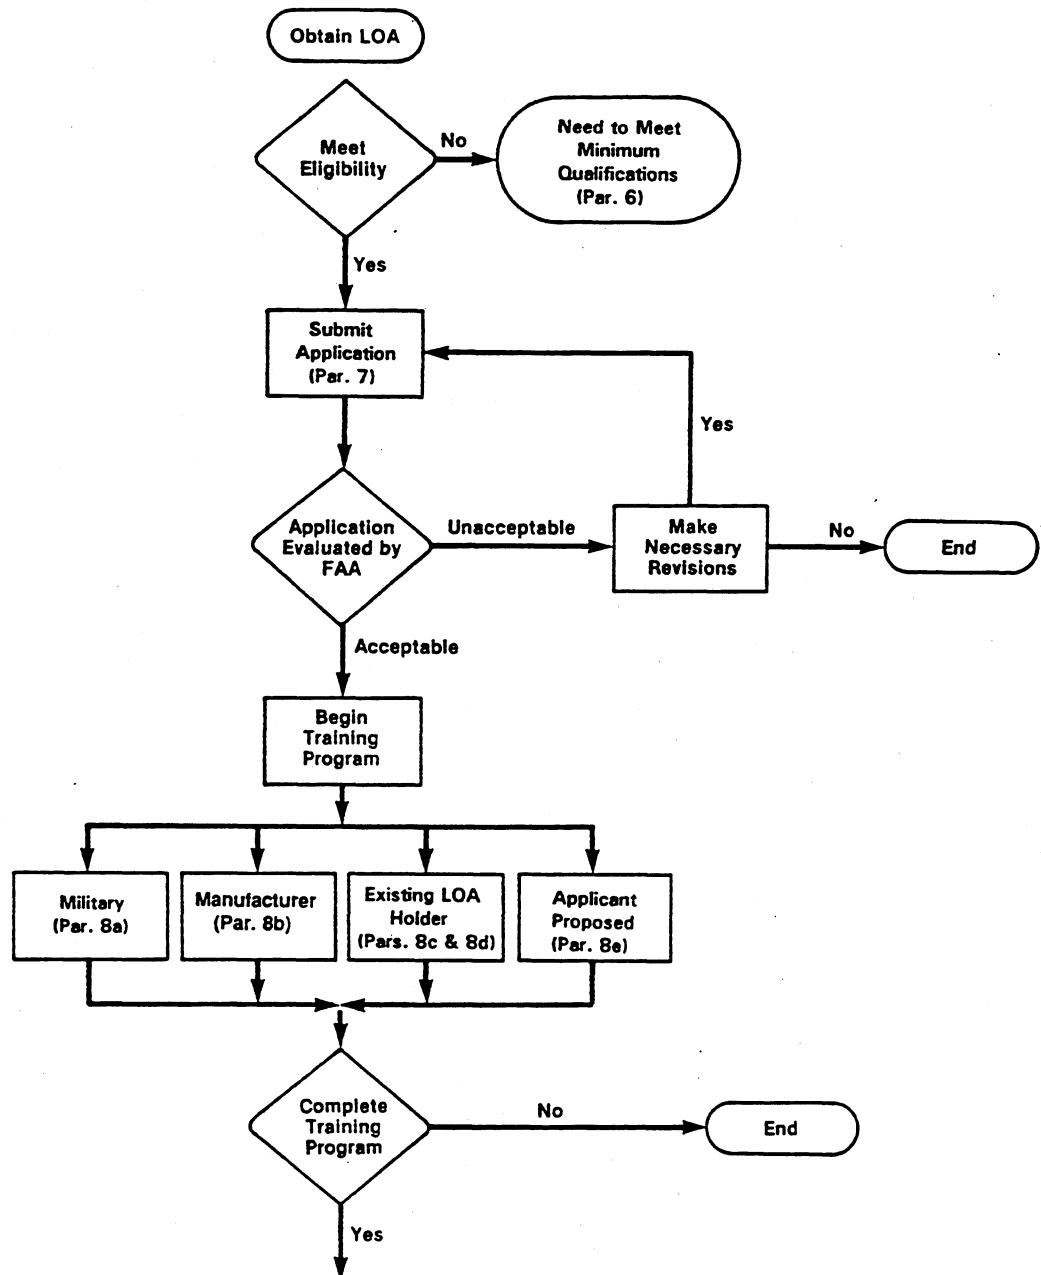 Obtain LOA
Meet
Eligibility
No
Need to Meet
Minimum
Qualifications
(Par. 6)
Yes
Submit
Application
(Par. 7)
Yes
Application
Evaluated by
FAA
Unacceptable
Make
Necessary
Revisions
No
End
Acceptable
Begin
Training
Program
Military
(Par. 8a)
Manufacturer
(Par. 8b)
Existing LOA
Holder
(Pars. 8c & 8d)
Applicant
Proposed
(Par. 8e)
Complete
Training
Program
No
End
Yes